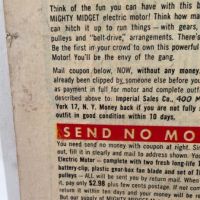 Think of the fun you can have with this b
MIGHTY MIDGET electric motor! Think how ma
can hitch it up to run things – with gears,
pulleys and "belt-drive," arrangements. There's
Be the first in your crowd to own this powerful
Motor! You'll be the envy of the gang.
Mail coupon below, NOW, without any money.
already been clipped by someone else before you
as payment in full for motor and complete outfit
described above to: Imperial Sales Co., 400 M
York 17, N. Y. Money back if you are not fully s
outfit in good condition within 10 days.
SEND NO MO
You need send no money with coupon at right. Sim
out, fill it in clearly and mail to address shown. You
Electric Motor — complete with two fresh long-life
battery-clip, plastic gear-box fan blade and set of
pulleys – ALL will be sent you by return mail. When
it, pay only $2.98 plus few cents postage. If not com
return it within ten days and your money will be re
But our supply of MIGHTY MIDGET